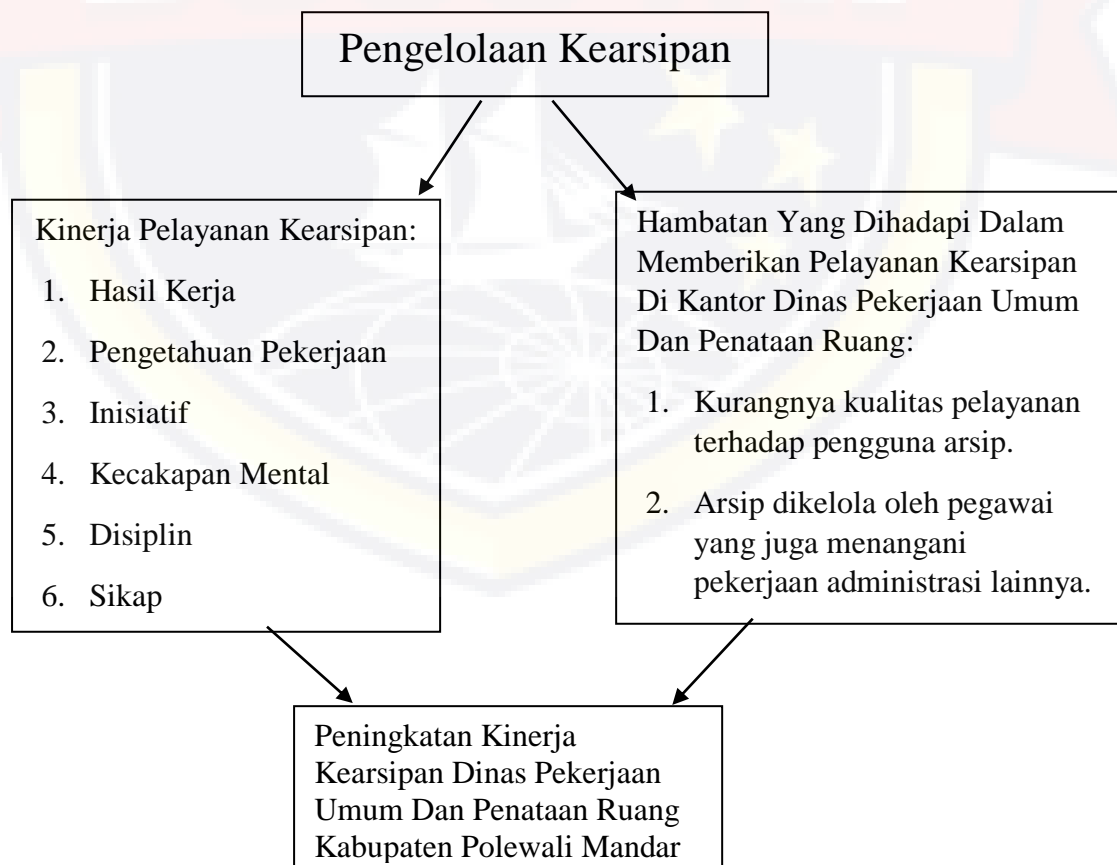 Pengelolaan Kearsipan
Kinerja Pelayanan Kearsipan:
1. Hasil Kerja
2. Pengetahuan Pekerjaan
3. Inisiatif
4. Kecakapan Mental
5. Disiplin
6. Sikap
Hambatan Yang Dihadapi Dalam
Memberikan Pelayanan Kearsipan
Di Kantor Dinas Pekerjaan Umum
Dan Penataan Ruang:
1. Kurangnya kualitas pelayanan
terhadap pengguna arsip.
2. Arsip dikelola oleh pegawai
yang juga menangani
pekerjaan administrasi lainnya.
Peningkatan Kinerja
Kearsipan Dinas Pekerjaan
Umum Dan Penataan Ruang
Kabupaten Polewali Mandar